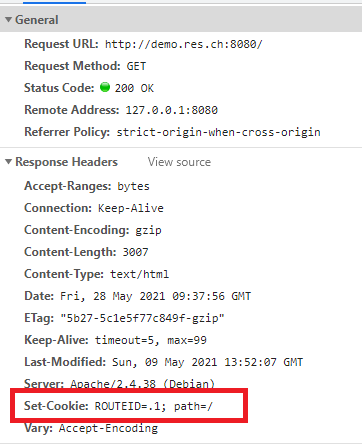 General
Request URL: http://demo.res.ch:8080/
Request Method: GET
Status Code: 200 OK
Remote Address: 127.0.0.1:8080
Referrer Policy: strict-origin-when-cross-origin
Response Headers View source
Accept-Ranges: bytes
Connection: Keep-Alive
Content-Encoding: gzip
Content-Length: 3007
Content-Type: text/html
Date: Fri, 28 May 2021 09:37:56 GMT
ETag: "5b27-5c1e5f77c849f-gzip"
Keep-Alive: timeout=5, max=99
Last-Modified: Sun, 09 May 2021 13:52:07 GMT
Server: Apache/2.4.38 (Debian)
Set-Cookie: ROUTEID=.1; path=/
Vary: Accept-Encoding